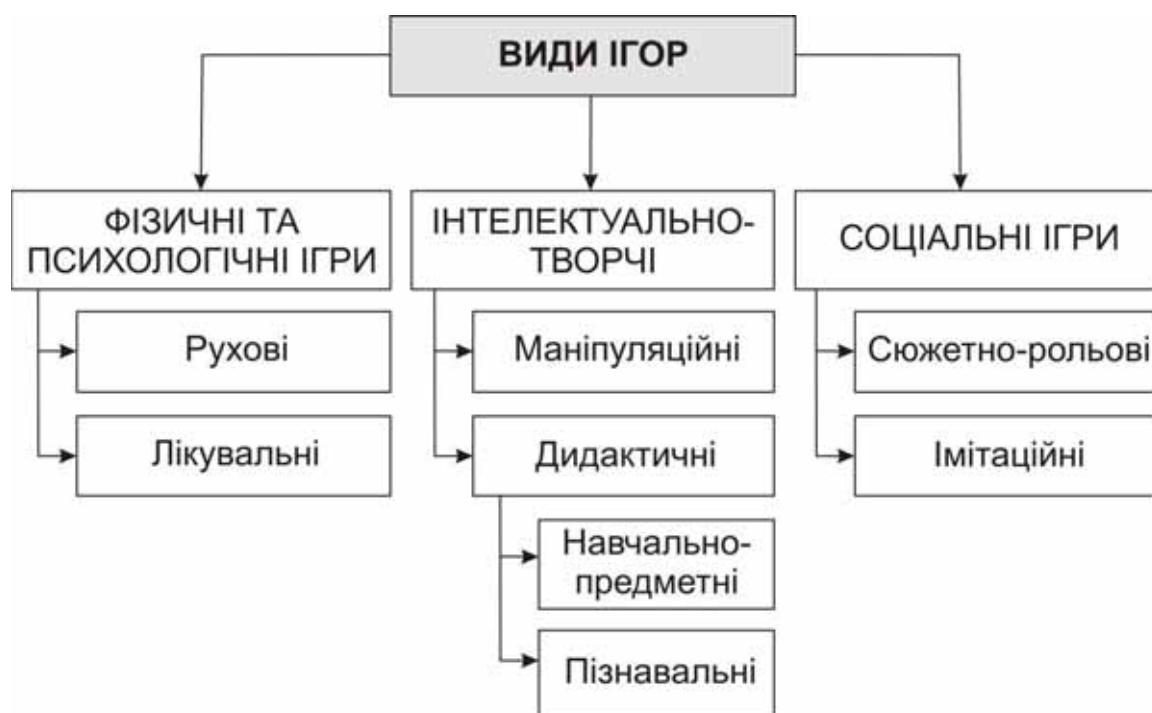 ВИДИ ІГОР
ФІЗИЧНІ ТА
ПСИХОЛОГІЧНІ ІГРИ
Рухові
Лікувальні
ІНТЕЛЕКТУАЛЬНО-
ТВОРЧІ
Маніпуляційні
Дидактичні
Навчально-
предметні
Пізнавальні
СОЦІАЛЬНІ ІГРИ
Сюжетно-рольові
Імітаційні